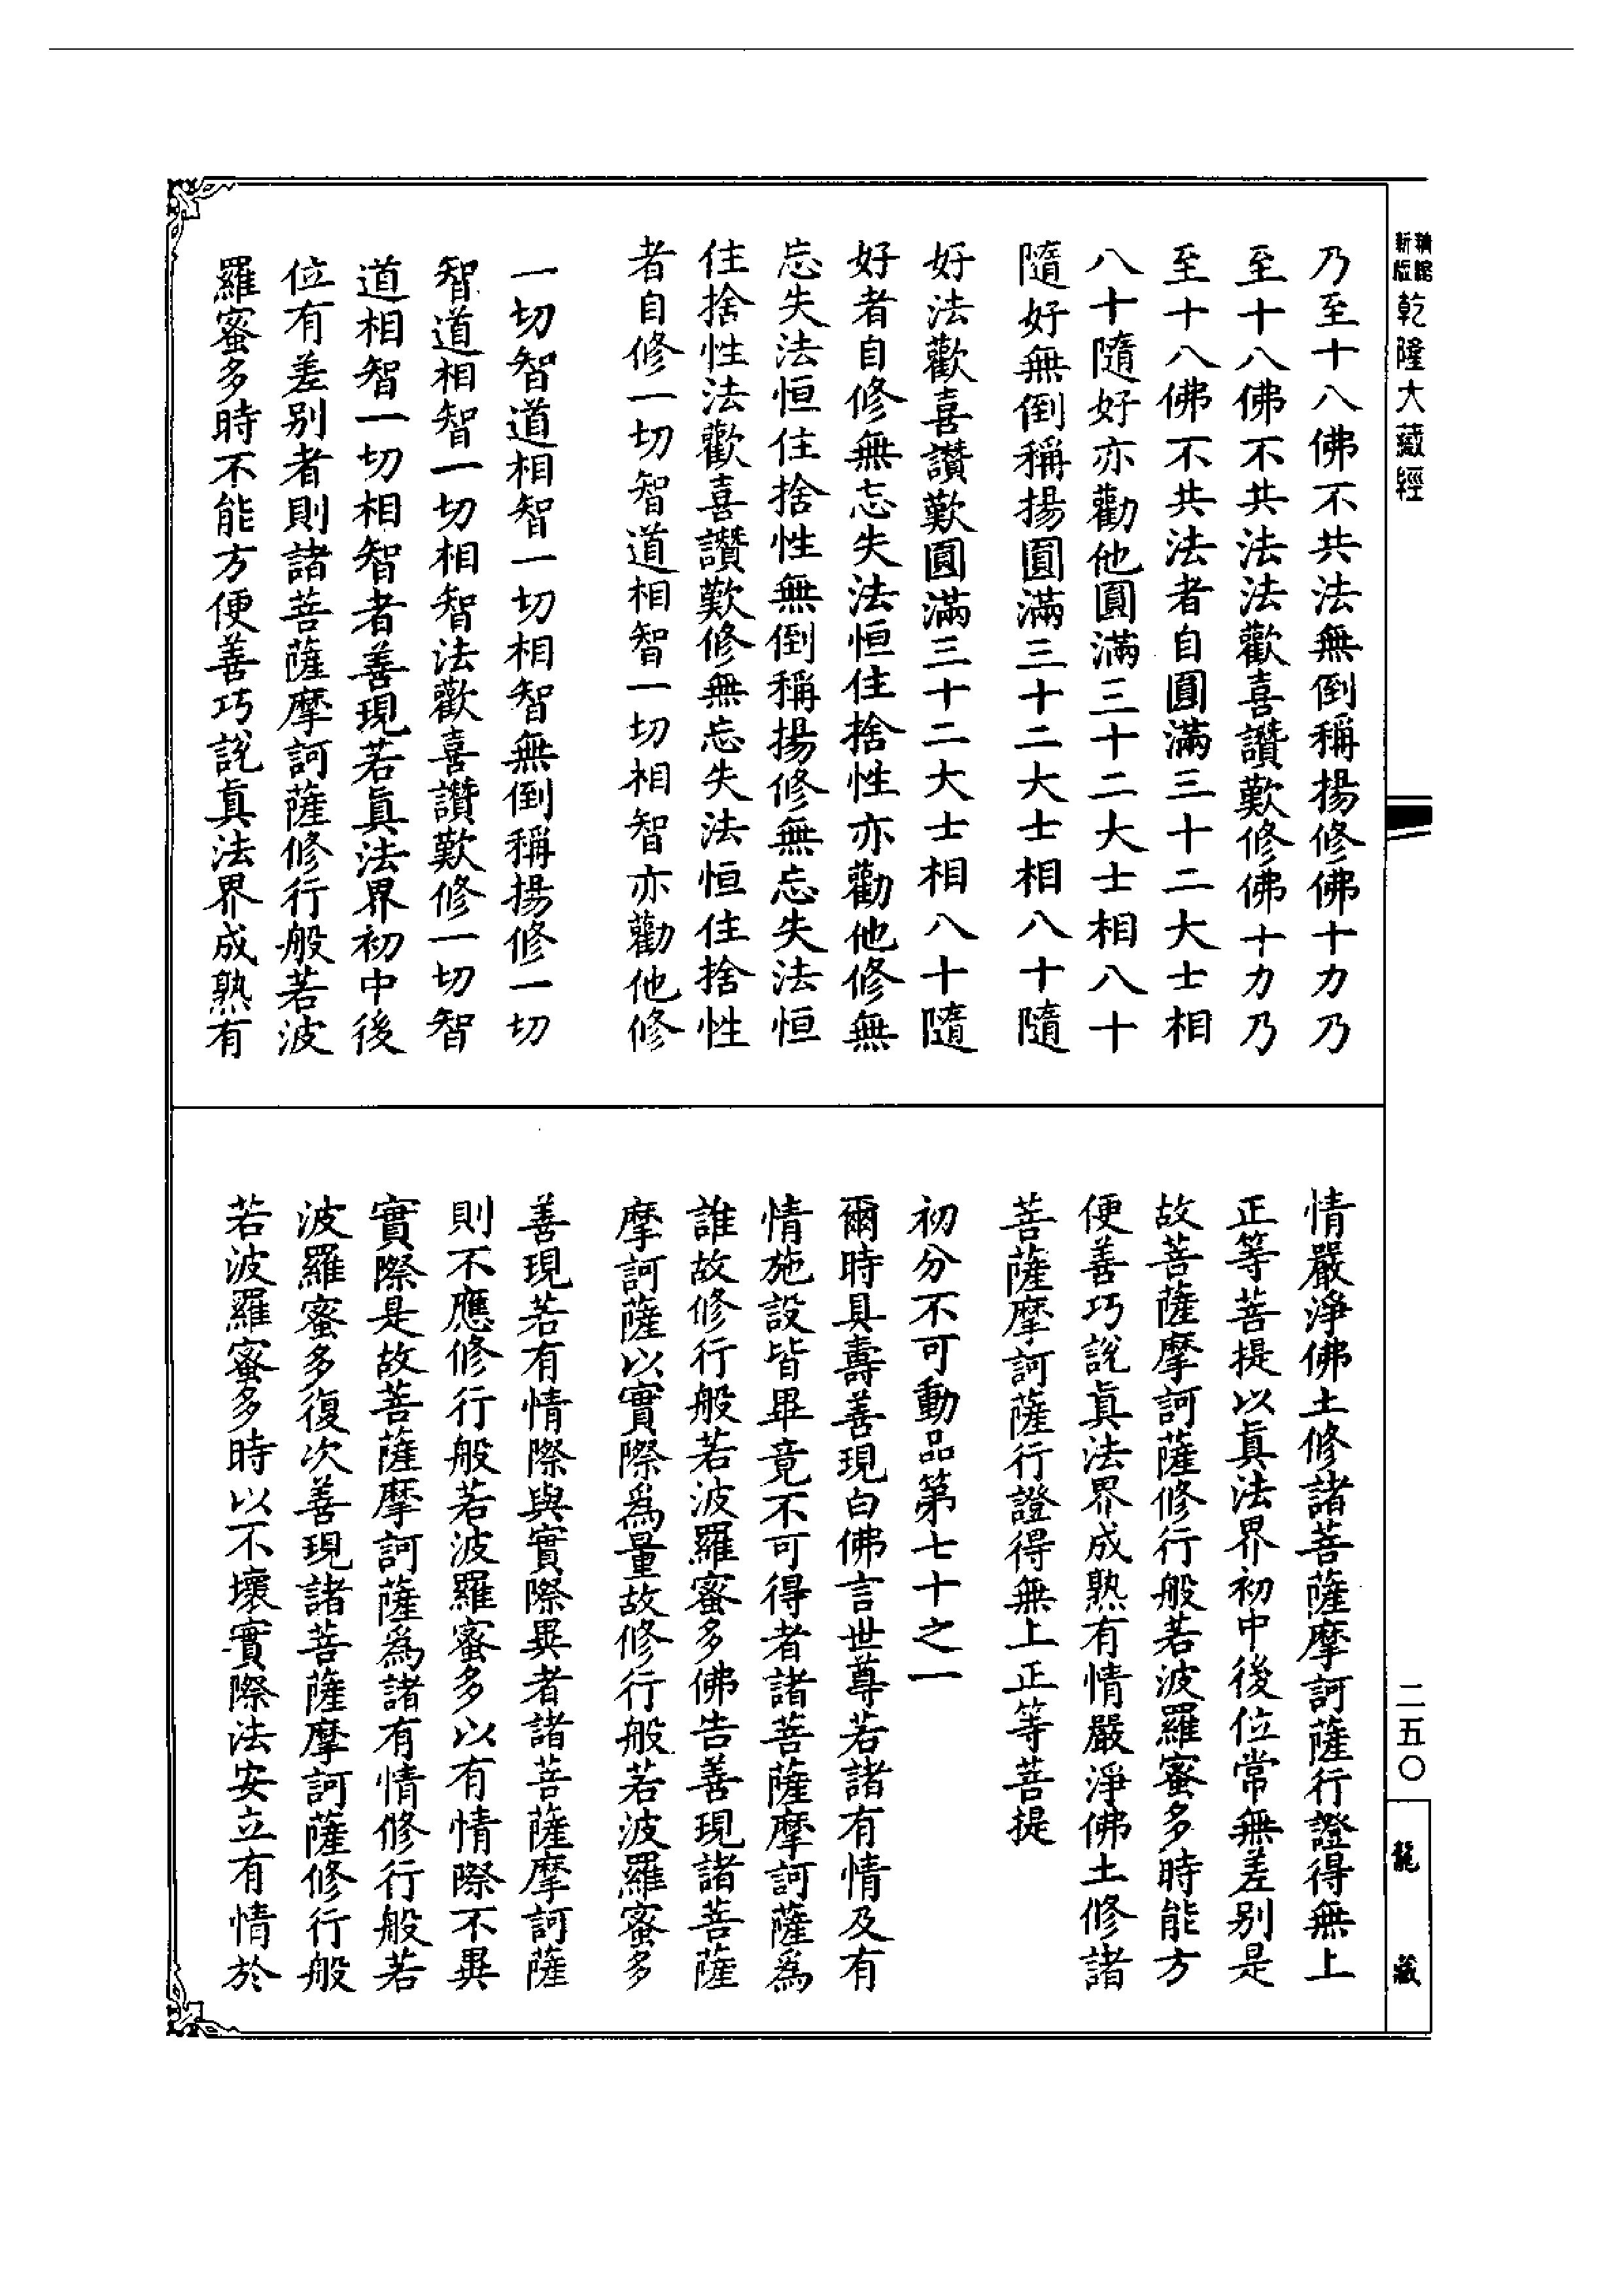 新版
精縮
乾隆大藏經
乃至十八佛不共法無倒稱揚修佛十力乃
至十八佛不共法法歡喜讚歎修佛十力乃
至十八佛不共法者自圓滿三十二大士相
八十隨好亦勸他圓滿三十二大士相八十
隨好無倒稱揚圓滿三十二大士相八十隨
好法歡喜讚歎圓滿三十二大士相八十隨
好者自修無忘失法恒住捨性亦勸他修無
忘失法恒住捨性無倒稱揚修無忘失法恒
住捨性法歡喜讚歎修無忘失法恒住捨性
者自修一切智道相智一切相智亦勸他修
一切智道相智一切相智無倒稱揚修一切
智道相智一切相智法歡喜讚歎修一切智
道相智一切相智者善現若眞法界初中後
位有差别者則諸菩薩摩訶薩修行般若波
羅蜜多時不能方便善巧說眞法界成熟有
情嚴淨佛土修諸菩薩摩訶薩行證得無上
正等菩提以眞法界初中後位常無差别是
故菩薩摩訶薩修行般若波羅蜜多時能方
便善巧說眞法界成熟有情嚴淨佛土修諸
菩薩摩訶薩行證得無上正等菩提
初分不可動品第七十之一
爾時具壽善現白佛言世尊若諸有情及有
情施設皆畢竟不可得者諸菩薩摩訶薩爲
誰故修行般若波羅蜜多佛告善現諸菩薩
摩訶薩以實際爲量故修行般若波羅蜜多
善現若有情際與實際異者諸菩薩摩訶薩
則不應修行般若波羅蜜多以有情際不異
實際是故菩薩摩訶薩爲諸有情修行般若
波羅蜜多復次善現諸菩薩摩訶薩修行般
若波羅蜜多時以不壞實際法安立有情於
二五〇
龍藏